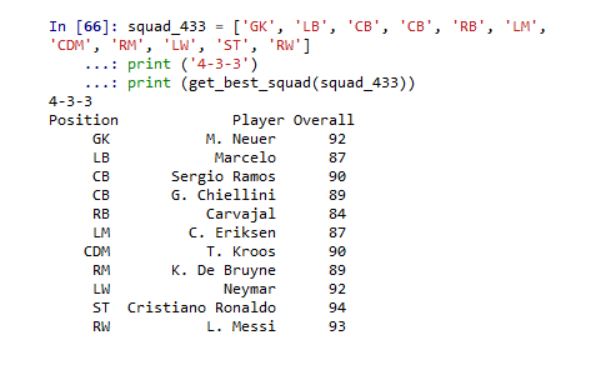 In [66]: squad_433 = ['GK', 'LB', 'CB', 'CB', 'RB', 'LM',
'CDM', 'RM', 'LW', 'ST', 'RW']
...: print ('4-3-3')
...: print (get_best_squad(squad_433))
4-3-3
Position Player Overall
GK M. Neuer 92
LB Marcelo 87
CB Sergio Ramos 90
CB G. Chiellini 89
RB Carvajal 84
LM C. Eriksen 87
CDM T. Kroos 90
RM K. De Bruyne 89
LW Neymar 92
ST Cristiano Ronaldo 94
RW L. Messi 93